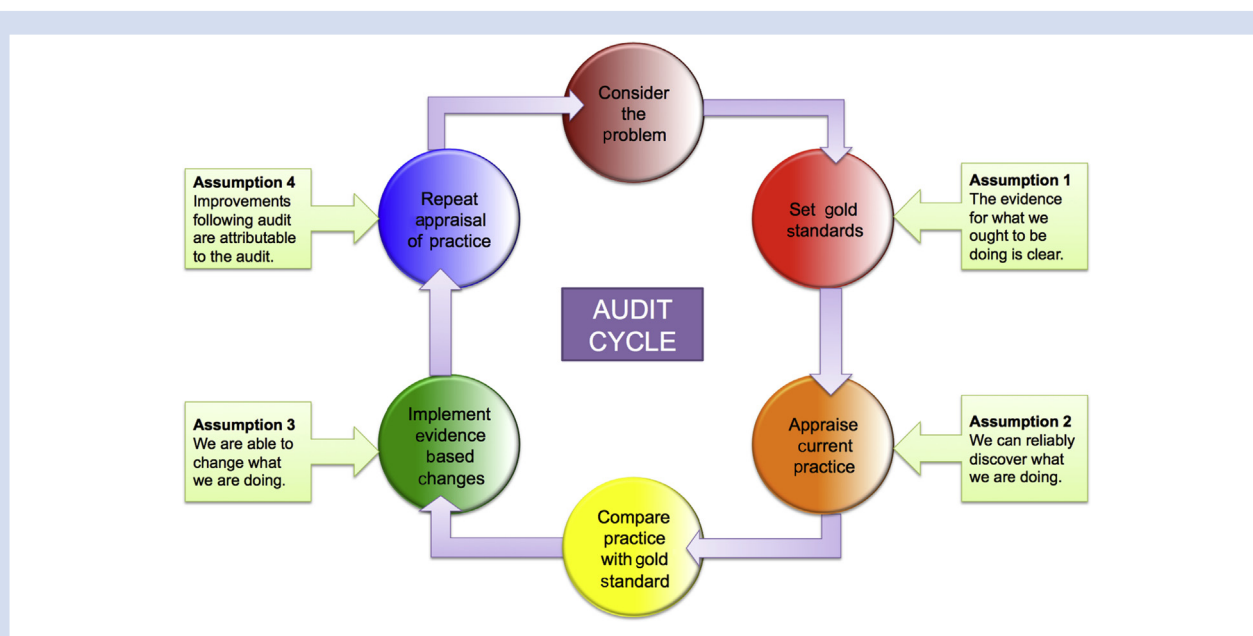 Consider
the
problem
Set gold
standards
Assumption 1
The evidence
for what we
ought to be
doing is clear.
Appraise
current
practice
Assumption 2
We can reliably
discover what
we are doing.
Compare
practice
with gold
standard
Implement
evidence
based
changes
Assumption 3
We are able to
change what
we are doing.
Repeat
appraisal
of practice
Assumption 4
Improvements
following audit
are attributable
to the audit.
AUDIT
CYCLE